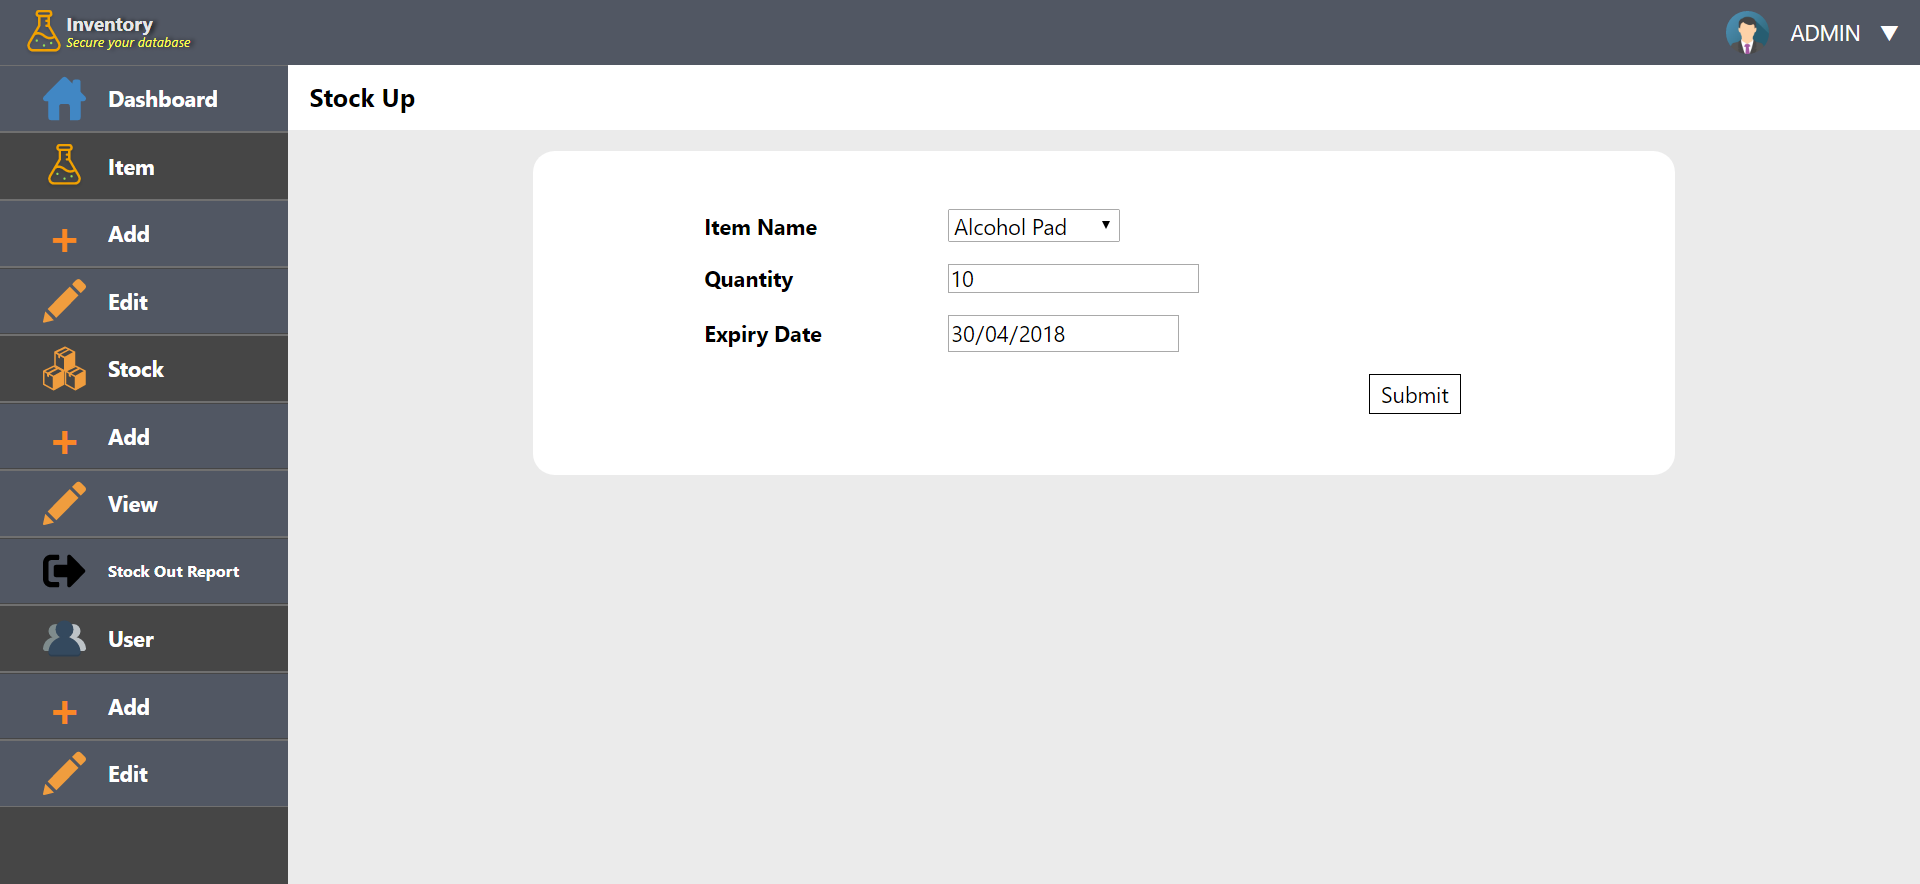 Inventory
Secure your database
ADMIN
Dashboard
Item
Add
Edit
Stock
Add
View
Stock Out Report
User
Add
Edit
Stock Up
Item Name Alcohol Pad
Quantity 10
Expiry Date 30/04/2018
Submit